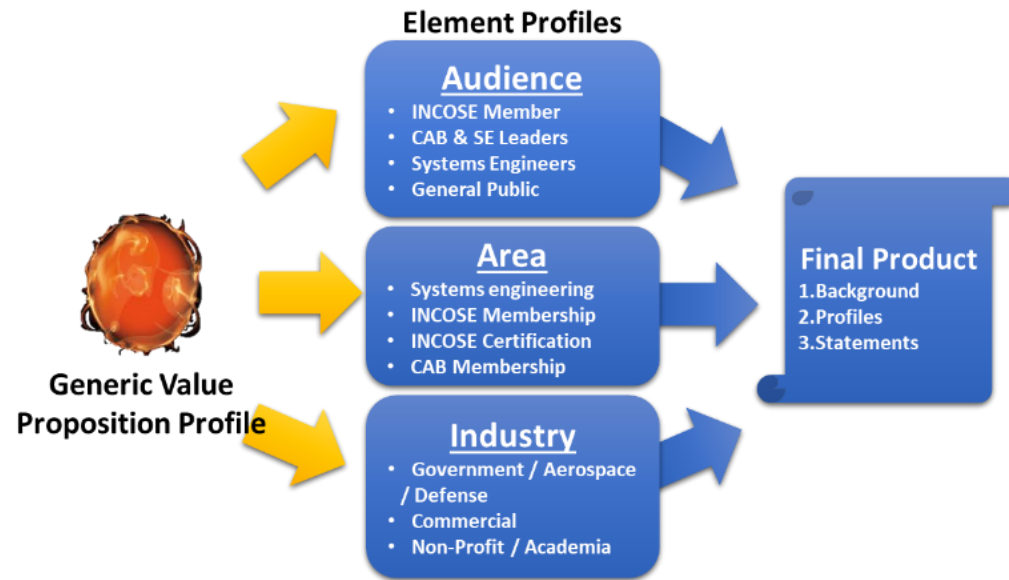 Element Profiles
Audience
• INCOSE Member
• CAB & SE Leaders
• Systems Engineers
• General Public
Area
• Systems engineering
• INCOSE Membership
• INCOSE Certification
• CAB Membership
Industry
• Government / Aerospace
/ Defense
• Commercial
• Non-Profit / Academia
Generic Value
Proposition Profile
Final Product
1.Background
2.Profiles
3.Statements